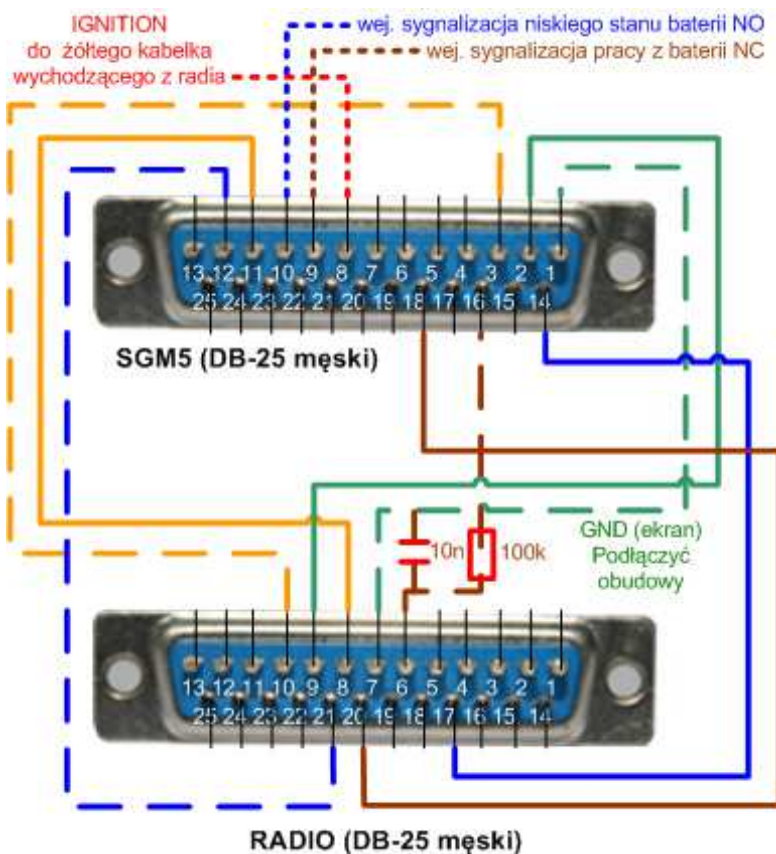 IGNITION
do żółtego kabelka
wychodzącego z radia
wej. sygnalizacja niskiego stanu baterii NO
wej. sygnalizacja pracy z baterii NC
13 12 11 10 9 8 7 6 5 4 3 2 1
25 24 23 22 21 20 19 18 17 16 15 14
SGM5 (DB-25 męski)
10n
100k
GND (ekran)
Podłączyć
obudowy
13 12 11 10 9 8 7 6 5 4 3 2 1
25 24 23 22 21 20 19 18 17 16 15 14
RADIO (DB-25 męski)